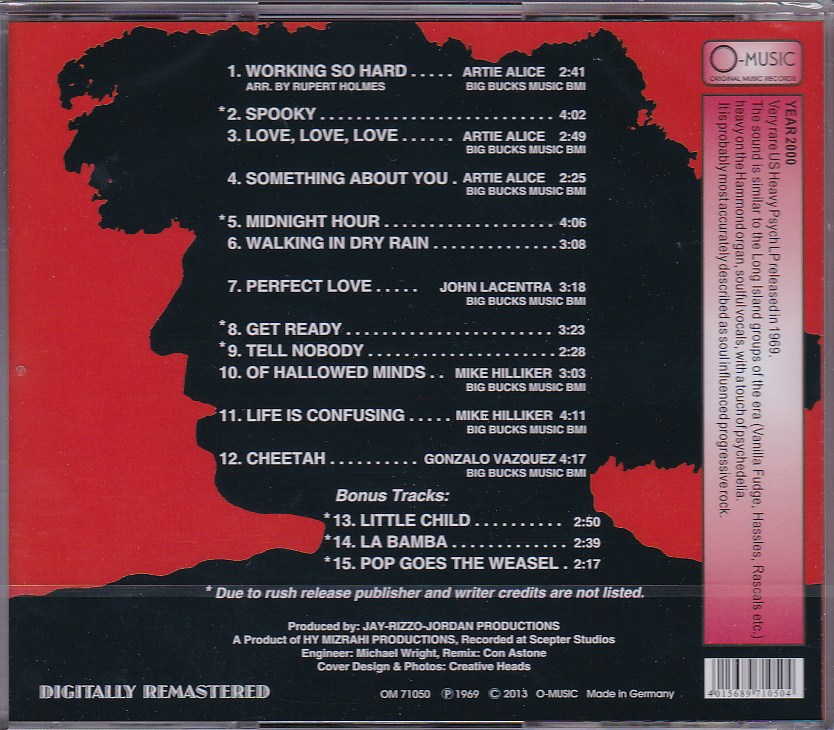 1. WORKING SO HARD ..... ARTIE ALICE 2:41
ARR. BY RUPERT HOLMES BIG BUCKS MUSIC BMI
*2. SPOOKY ............................ 4:02
3. LOVE, LOVE, LOVE ...... ARTIE ALICE 2:49
BIG BUCKS MUSIC BMI
4. SOMETHING ABOUT YOU . ARTIE ALICE 2:25
BIG BUCKS MUSIC BMI
*5. MIDNIGHT HOUR .................... 4:06
6. WALKING IN DRY RAIN ............... 3:08
7. PERFECT LOVE ..... JOHN LACENTRA 3:18
BIG BUCKS MUSIC BMI
*8. GET READY ......................... 3:23
*9. TELL NOBODY ...................... 2:28
10. OF HALLOWED MINDS .. MIKE HILLIKER 3:03
BIG BUCKS MUSIC BMI
11. LIFE IS CONFUSING ..... MIKE HILLIKER 4:11
BIG BUCKS MUSIC BMI
12. CHEETAH .......... GONZALO VAZQUEZ 4:17
BIG BUCKS MUSIC BMI
Bonus Tracks:
*13. LITTLE CHILD .......... 2:50
*14. LA BAMBA ............. 2:39
*15. POP GOES THE WEASEL . 2:17
* Due to rush release publisher and writer credits are not listed.
Produced by: JAY-RIZZO-JORDAN PRODUCTIONS
A Product of HY MIZRAHI PRODUCTIONS, Recorded at Scepter Studios
Engineer: Michael Wright, Remix: Con Astone
Cover Design & Photos: Creative Heads
DIGITALLY REMASTERED
OM 71050 Ⓟ 1969 © 2013 O-MUSIC Made in Germany
O-MUSIC
ORIGINAL MUSIC RECORDS
YEAR 2000
Very rare US Heavy Psych LP released in 1969.
The sound is similar to the Long Island groups of the era (Vanilla Fudge, Hassles, Rascals etc.)
heavy on the Hammond organ, soulful vocals, with a touch of psychedelia.
It is probably most accurately described as soul influenced progressive rock.
4 015689 710504